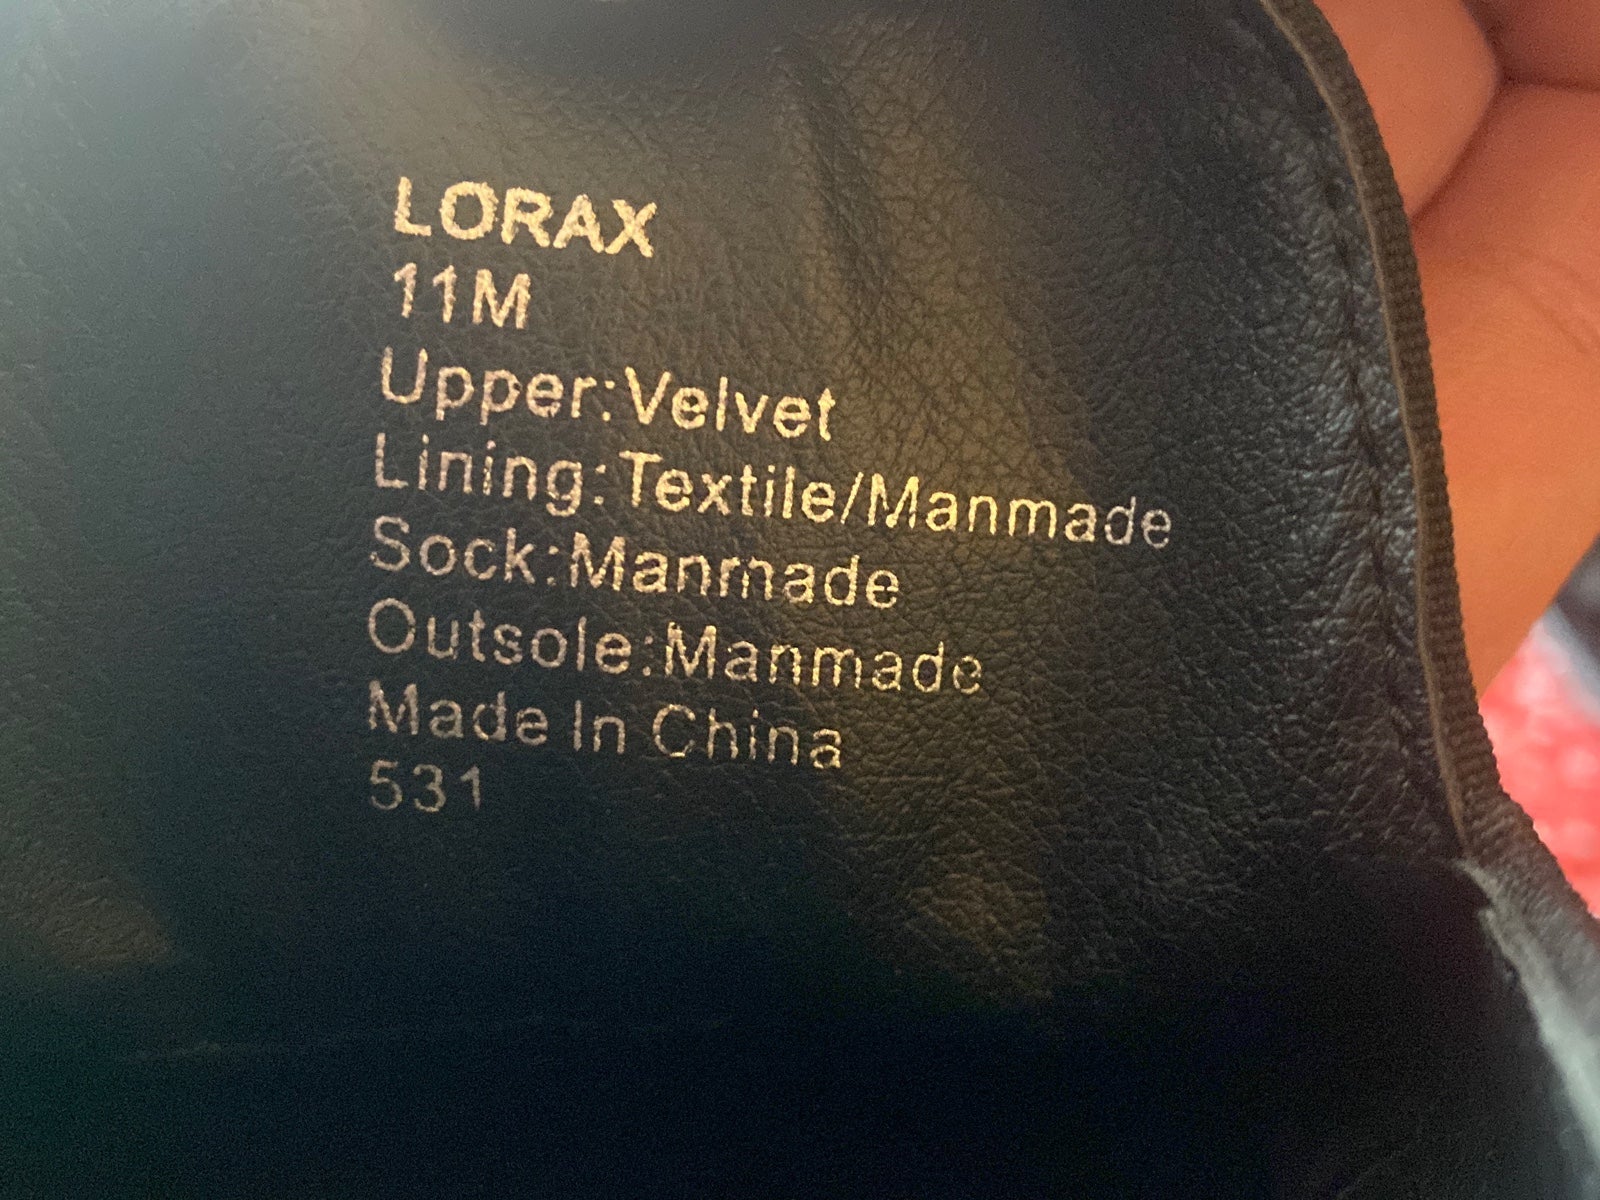 LORAX
11M
Upper:Velvet
Lining:Textile/Manmade
Sock:Manmade
Outsole:Manmade
Made In China
531